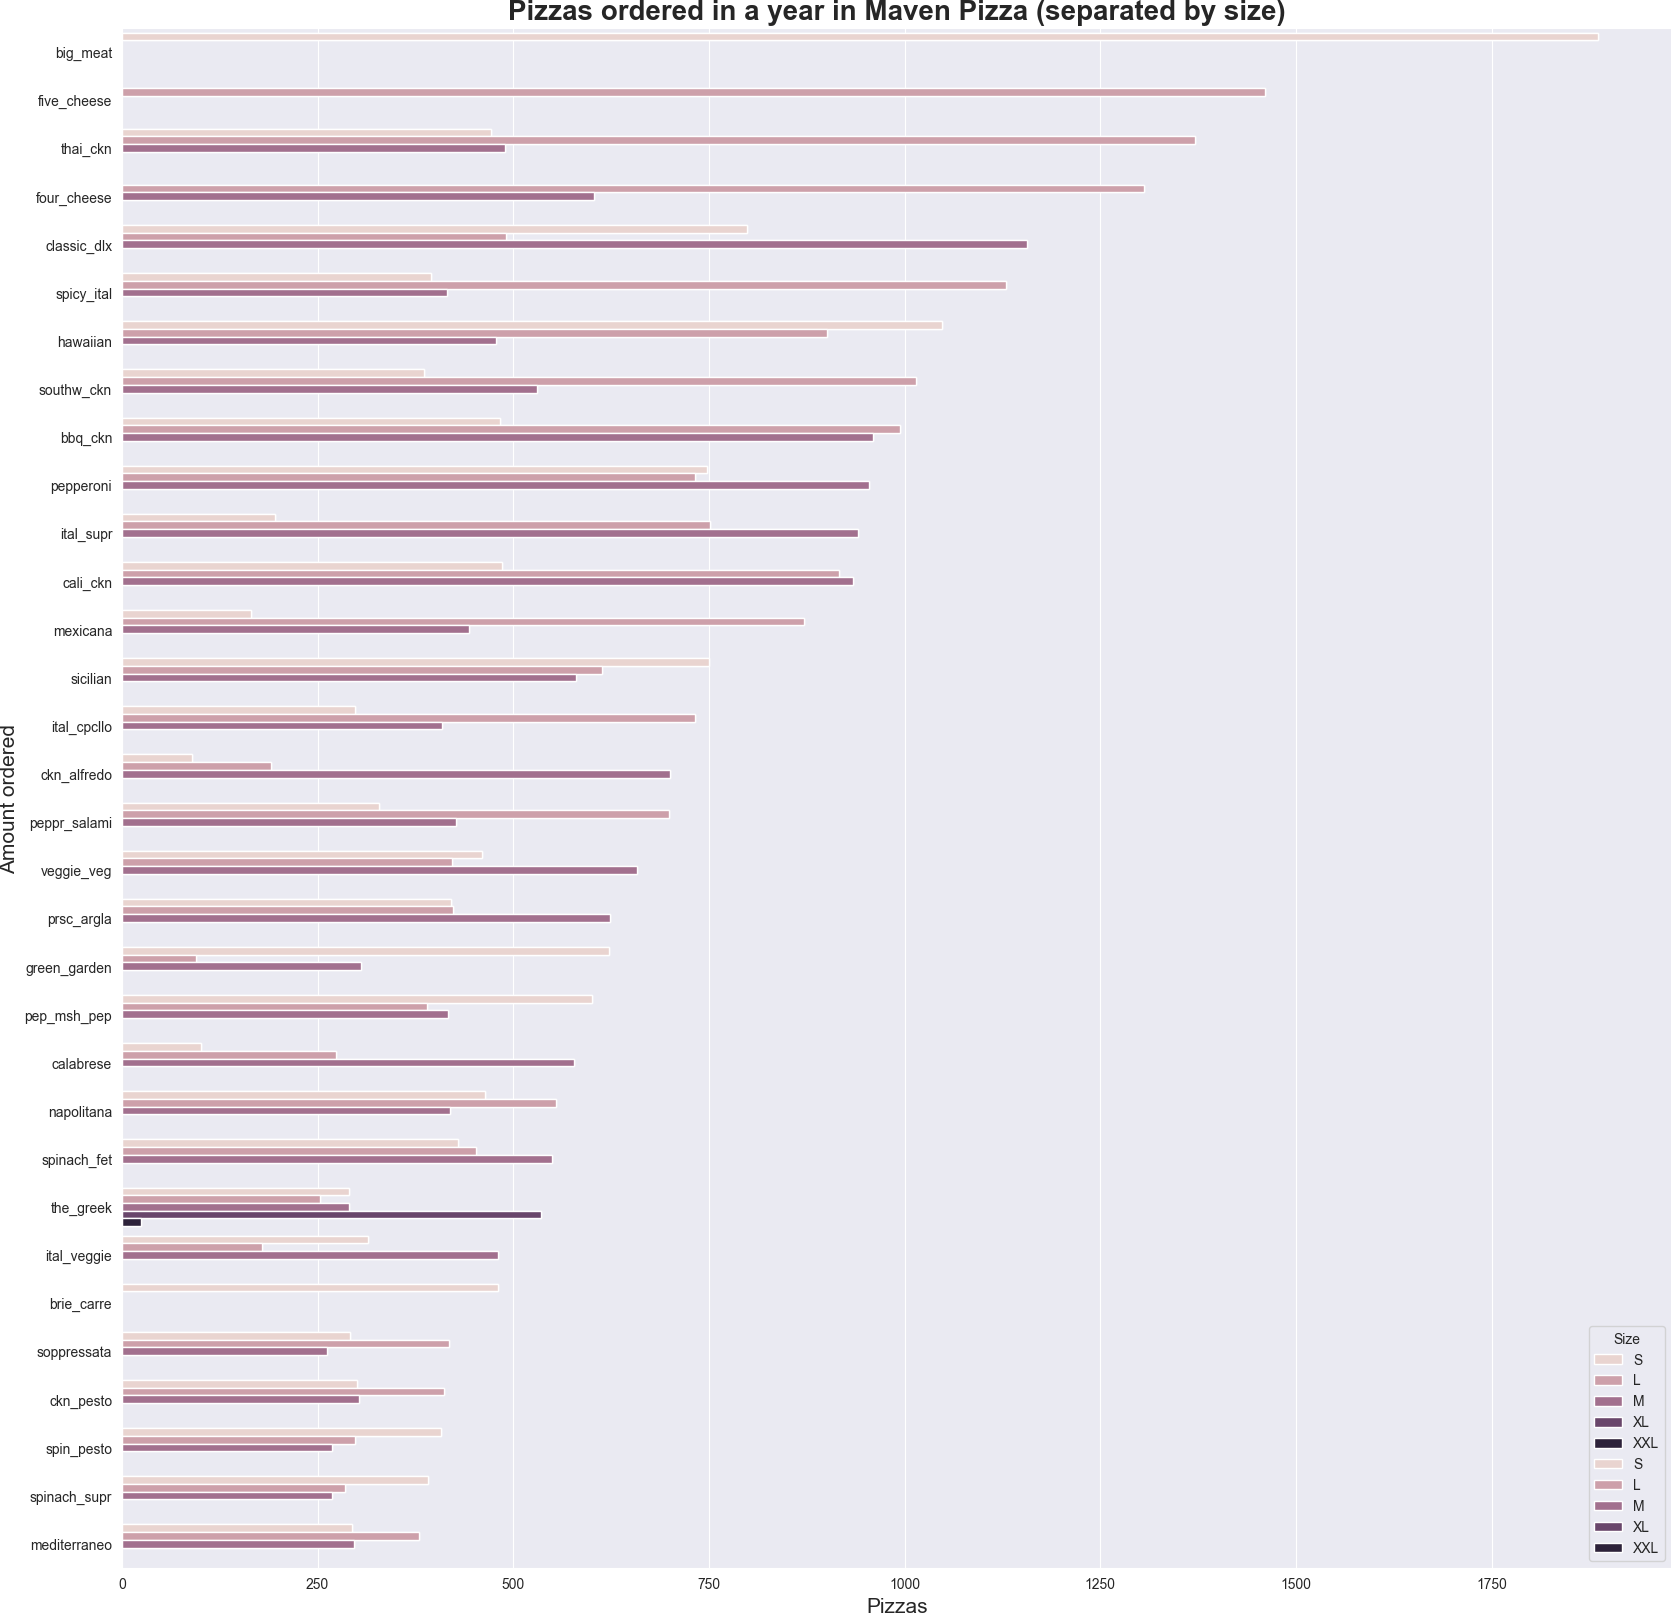 Pizzas ordered in a year in Maven Pizza (separated by size)
big_meat
five_cheese
thai_ckn
four_cheese
classic_dlx
spicy_ital
hawaiian
southw_ckn
bbq_ckn
pepperoni
ital_supr
cali_ckn
mexicana
sicilian
ital_cpcllo
ckn_alfredo
peppr_salami
veggie_veg
prsc_argla
green_garden
pep_msh_pep
calabrese
napolitana
spinach_fet
the_greek
ital_veggie
brie_carre
soppressata
ckn_pesto
spin_pesto
spinach_supr
mediterraneo
Amount ordered
0 250 500 750 1000 1250 1500 1750
Pizzas
Size
S
L
M
XL
XXL
S
L
M
XL
XXL